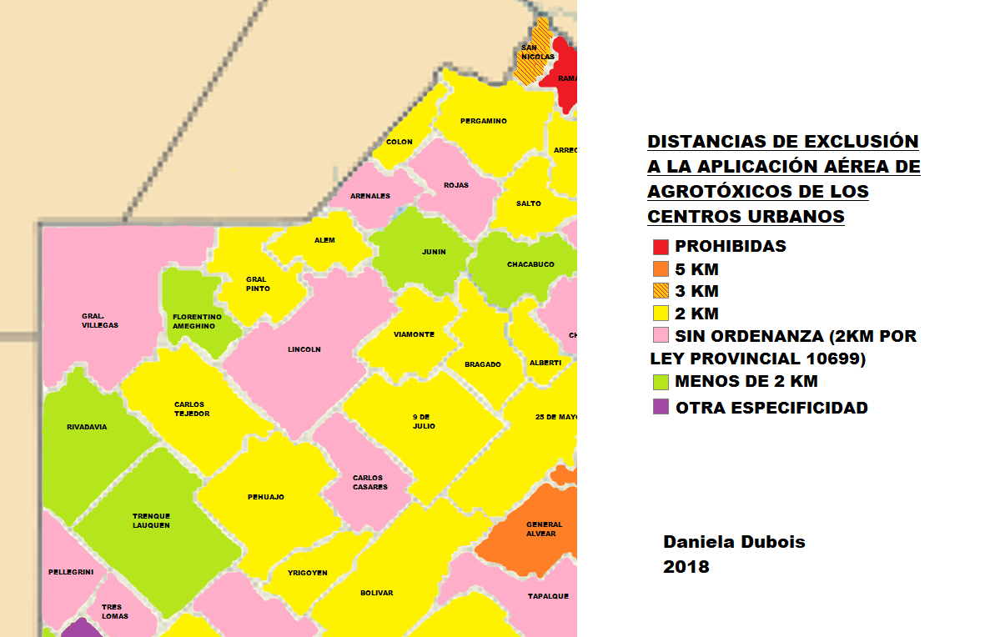 SAN
NICOLAS
RAMA
PERGAMINO
COLON
ARREC
ROJAS
ARENALES
SALTO
ALEM
JUNIN
CHACABUCO
GRAL
PINTO
GRAL.
VILLEGAS
FLORENTINO
AMEGHINO
LINCOLN
VIAMONTE
CH
BRAGADO
ALBERTI
CARLOS
TEJEDOR
9 DE
JULIO
25 DE MAYO
RIVADAVIA
CARLOS
CASARES
PEHUAJO
TRENQUE
LAUQUEN
GENERAL
ALVEAR
PELLEGRINI
YRIGOYEN
BOLIVAR
TAPALQUE
TRES
LOMAS
DISTANCIAS DE EXCLUSIÓN
A LA APLICACIÓN AÉREA DE
AGROTÓXICOS DE LOS
CENTROS URBANOS
PROHIBIDAS
5 KM
3 KM
2 KM
SIN ORDENANZA (2KM POR
LEY PROVINCIAL 10699)
MENOS DE 2 KM
OTRA ESPECIFICIDAD
Daniela Dubois
2018